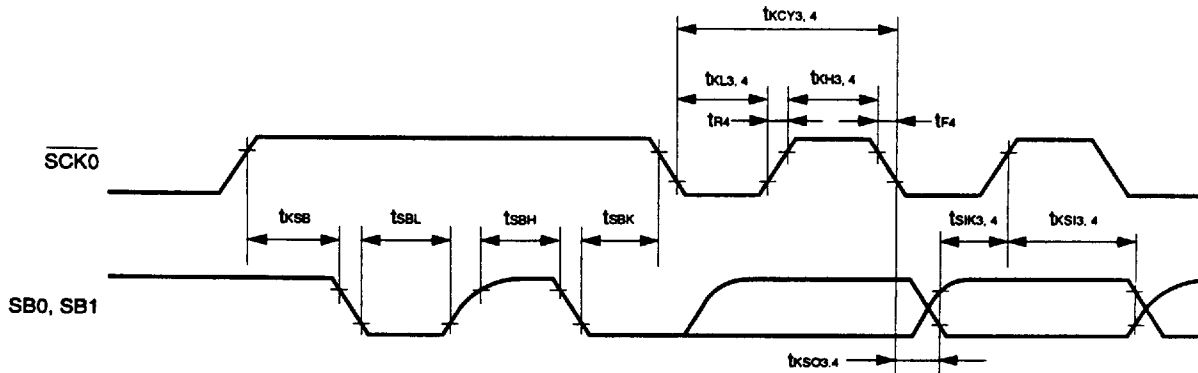 tKCY3, 4
tKL3, 4 tKH3, 4
tR4 tF4
SCK0
tKSB tSBL tSBH tSBK tSIK3, 4 tKSI3, 4
SB0, SB1
tKSO3.4